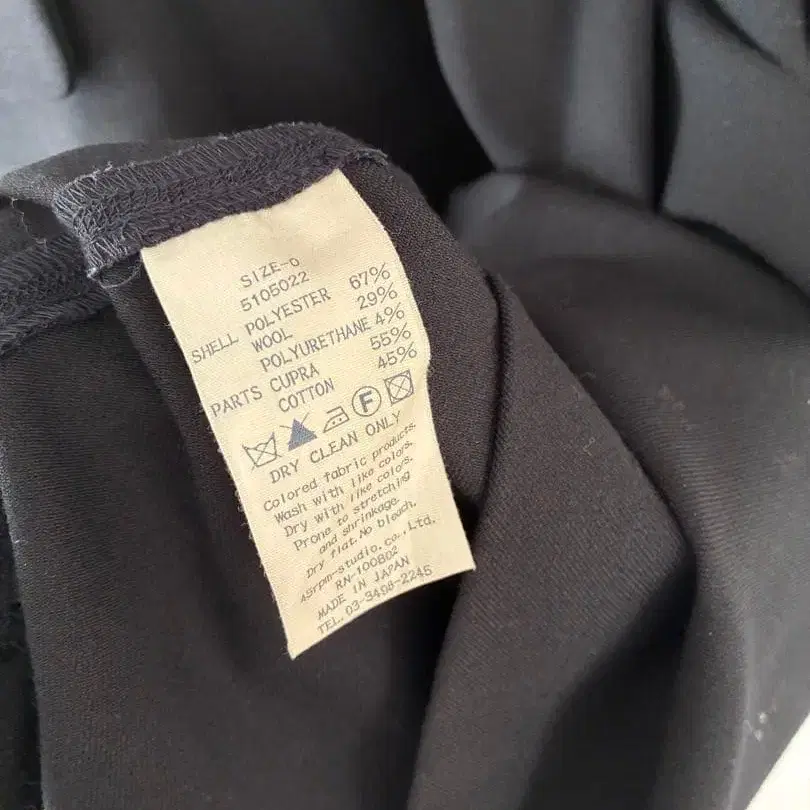 SIZE-0
5105022
SHELL POLYESTER 67%
WOOL 29%
POLYURETHANE 4%
PARTS CUPRA 55%
COTTON 45%
F
DRY CLEAN ONLY
Colored fabric products.
Wash with like colors.
Dry with like colors.
Prone to stretching
and shrinkage.
Dry flat. No bleach.
45rpm-studio.co.,Ltd.
RN-100802
MADE IN JAPAN
TEL. 03-3498-2245